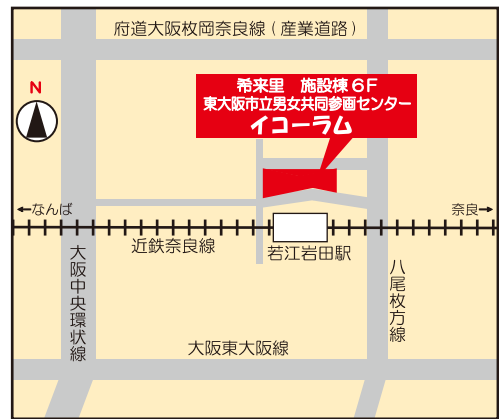 府道大阪枚岡奈良線(産業道路)
N
希来里 施設棟6F
東大阪市立男女共同参画センター
イコーラム
←なんば
奈良→
近鉄奈良線
若江岩田駅
大阪中央環状線
八尾枚方線
大阪東大阪線